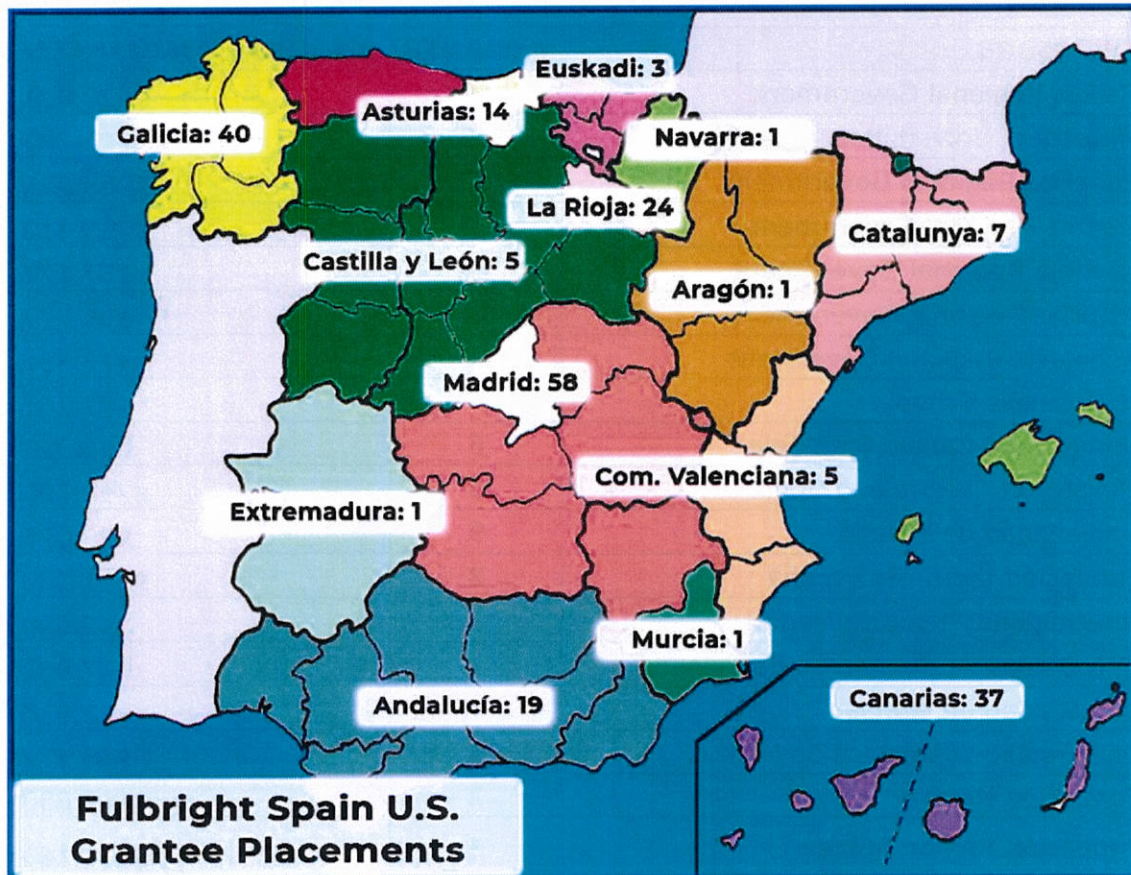 Euskadi: 3
Asturias: 14
Galicia: 40
Navarra: 1
La Rioja: 24
Catalunya: 7
Castilla y León: 5
Aragón: 1
Madrid: 58
Com. Valenciana: 5
Extremadura: 1
Murcia: 1
Andalucía: 19
Canarias: 37
Fulbright Spain U.S.
Grantee Placements